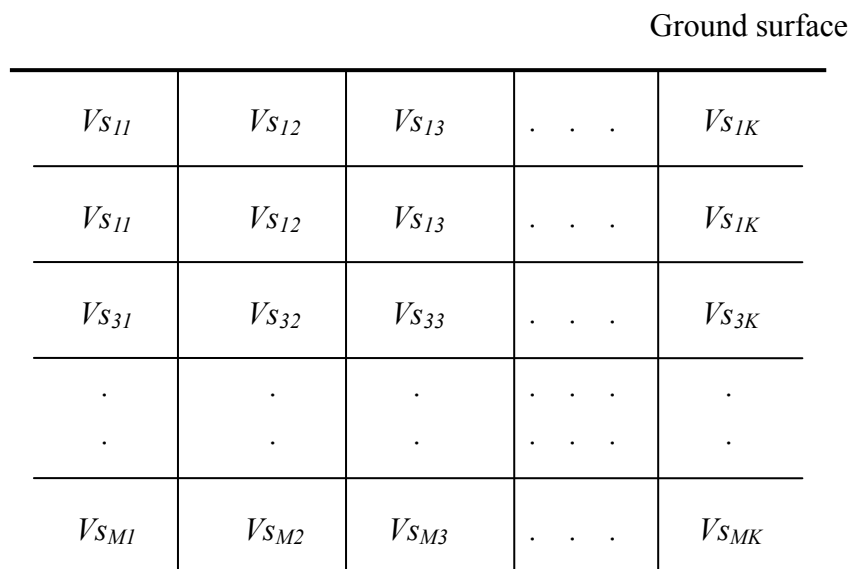 Ground surface
Vs11 Vs12 Vs13 . . . Vs1K
Vs11 Vs12 Vs13 . . . Vs1K
Vs31 Vs32 Vs33 . . . Vs3K
. . . . . . .
. . . . . . .
VsM1 VsM2 VsM3 . . . VsMK